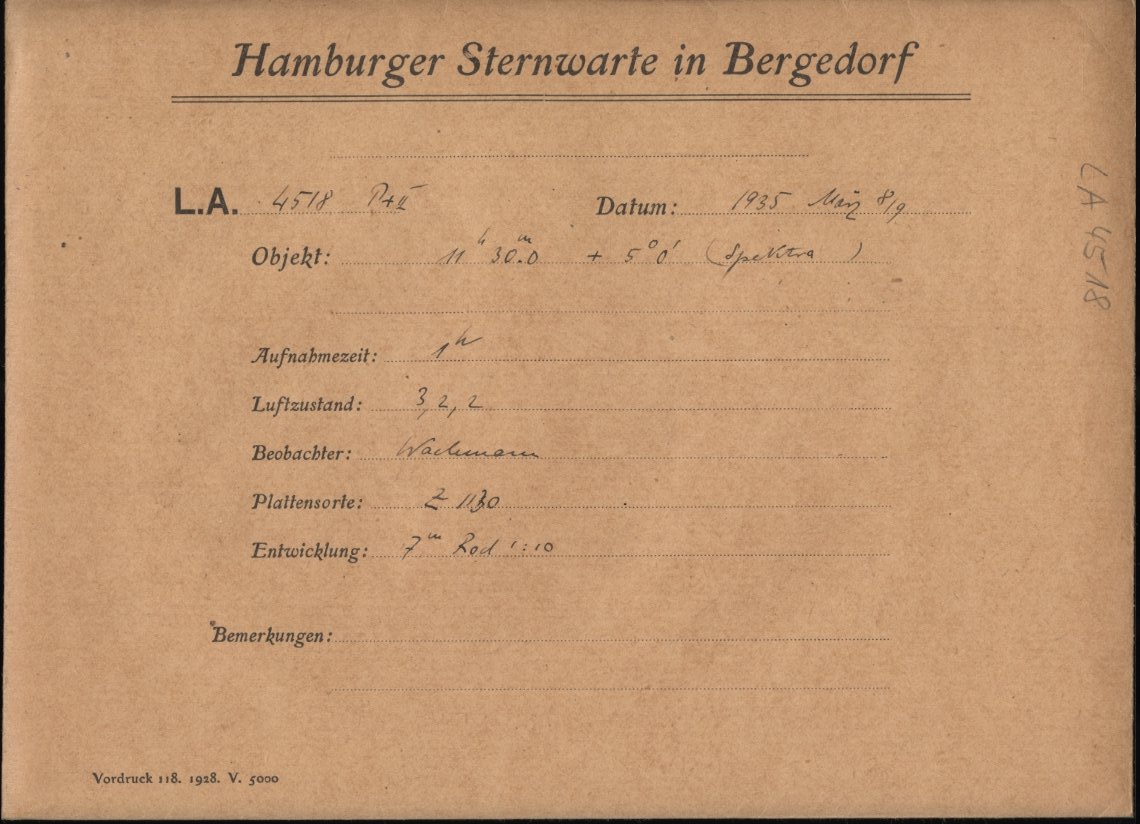 Hamburger Sternwarte in Bergedorf
L.A. 4518 P+II Datum: 1935 März 8/9
Objekt: 11ʰ 30ᵐ.0 + 5°0' (Spektra)
Aufnahmezeit: 1ʰ
Luftzustand: 3, 2, 2
Beobachter: Wachmann
Plattensorte: Z 1130
Entwicklung: 7ᵐ Rod 1:10
Bemerkungen:
Vordruck 118. 1928. V. 5000
LA 4518